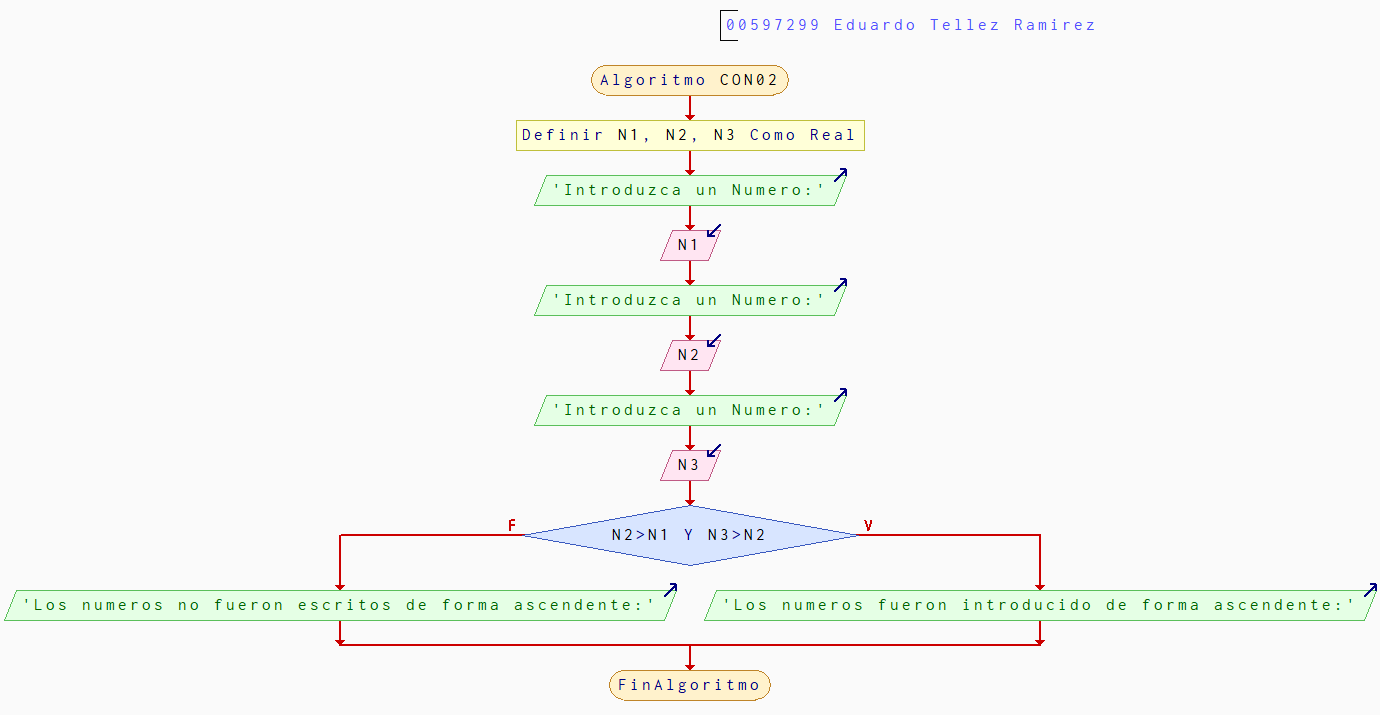 00597299 Eduardo Tellez Ramirez
Algoritmo CON02
Definir N1, N2, N3 Como Real
'Introduzca un Numero:'
N1
'Introduzca un Numero:'
N2
'Introduzca un Numero:'
N3
F
V
N2>N1 Y N3>N2
'Los numeros no fueron escritos de forma ascendente:'
'Los numeros fueron introducido de forma ascendente:'
FinAlgoritmo